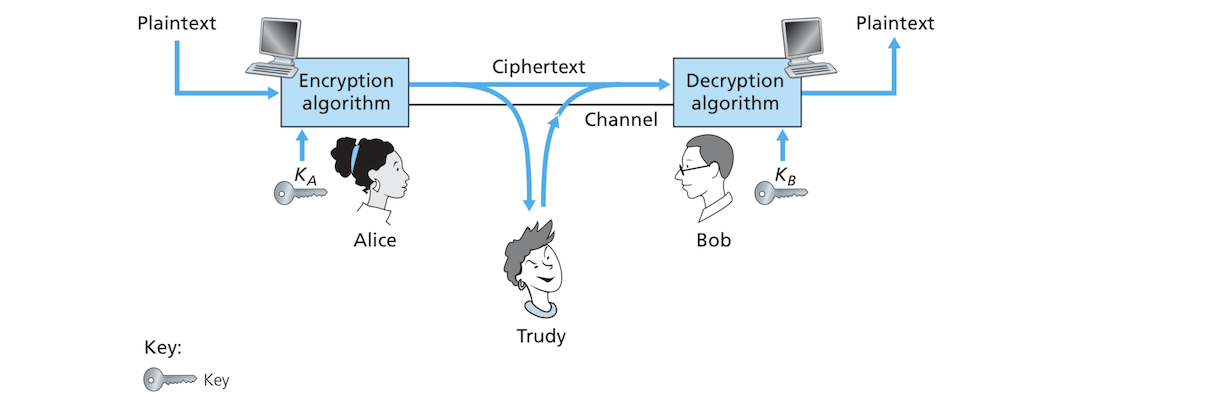 Plaintext
Plaintext
Encryption
algorithm
Ciphertext
Decryption
algorithm
Channel
K_A
K_B
Alice
Bob
Trudy
Key:
Key